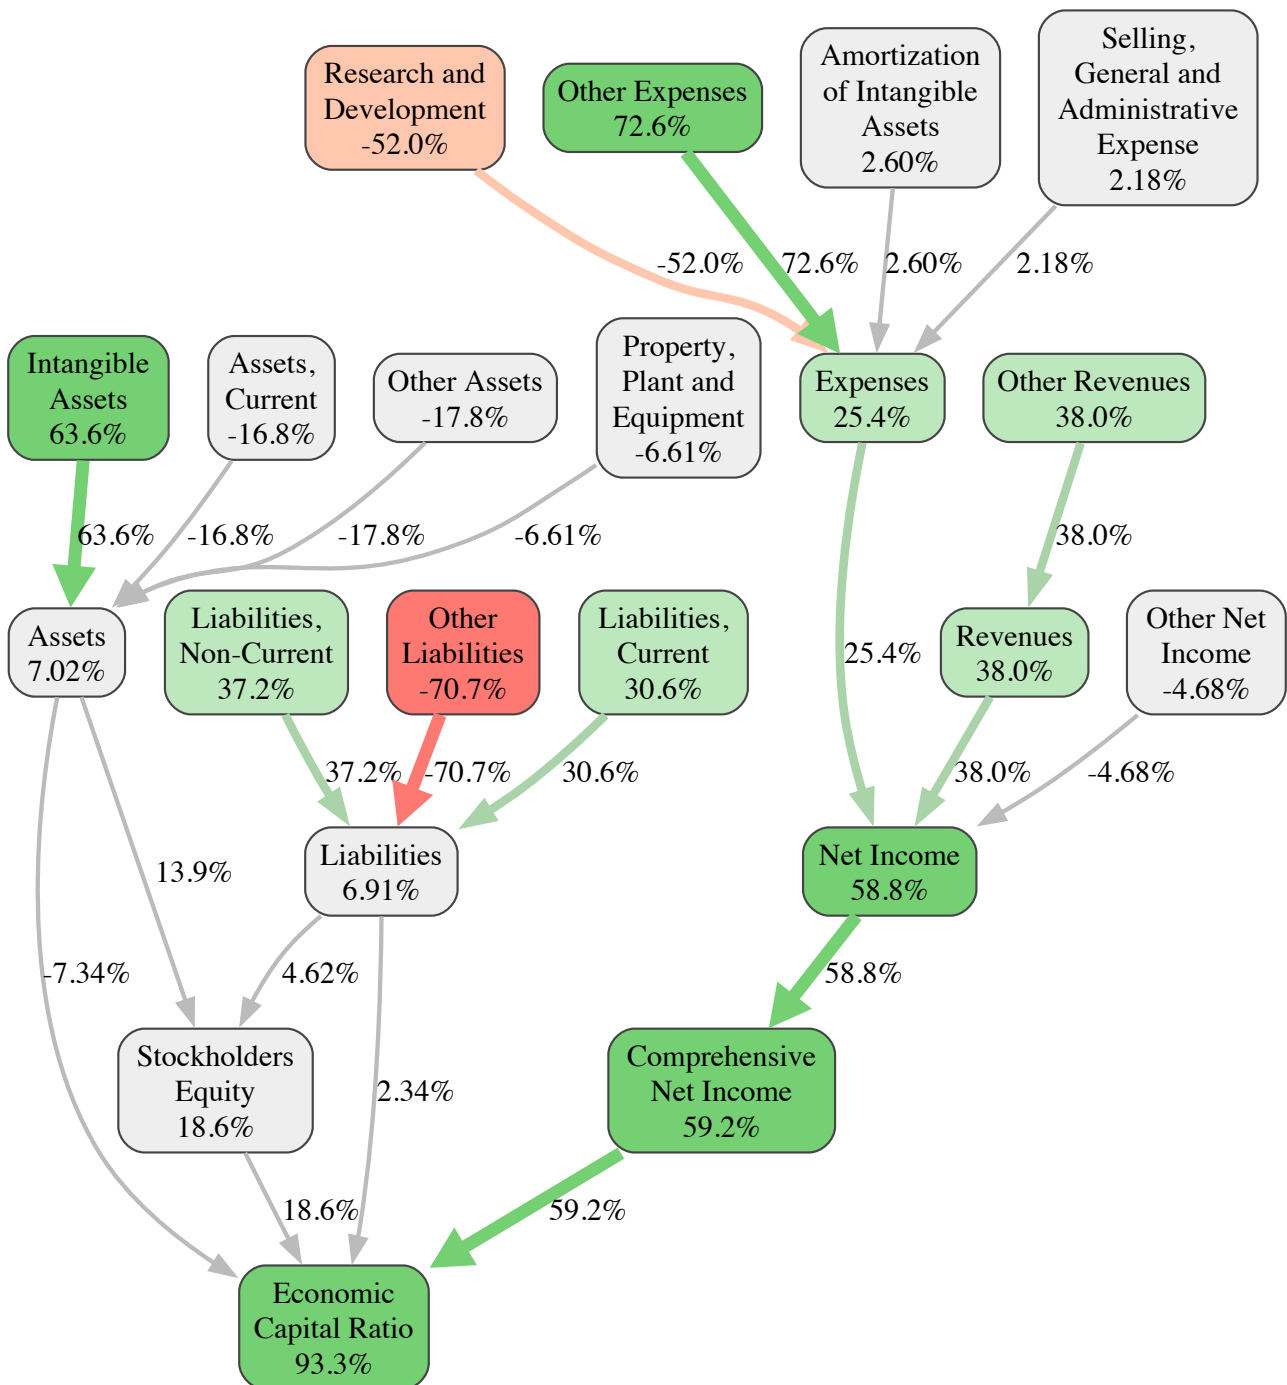 Research and
Development
-52.0%
Other Expenses
72.6%
Amortization
of Intangible
Assets
2.60%
Selling,
General and
Administrative
Expense
2.18%
-52.0%
72.6%
2.60%
2.18%
Intangible
Assets
63.6%
Assets,
Current
-16.8%
Other Assets
-17.8%
Property,
Plant and
Equipment
-6.61%
Expenses
25.4%
Other Revenues
38.0%
63.6%
-16.8%
-17.8%
-6.61%
38.0%
Assets
7.02%
Liabilities,
Non-Current
37.2%
Other
Liabilities
-70.7%
Liabilities,
Current
30.6%
25.4%
Revenues
38.0%
Other Net
Income
-4.68%
37.2%
-70.7%
30.6%
38.0%
-4.68%
13.9%
Liabilities
6.91%
Net Income
58.8%
-7.34%
4.62%
58.8%
Stockholders
Equity
18.6%
2.34%
Comprehensive
Net Income
59.2%
18.6%
59.2%
Economic
Capital Ratio
93.3%